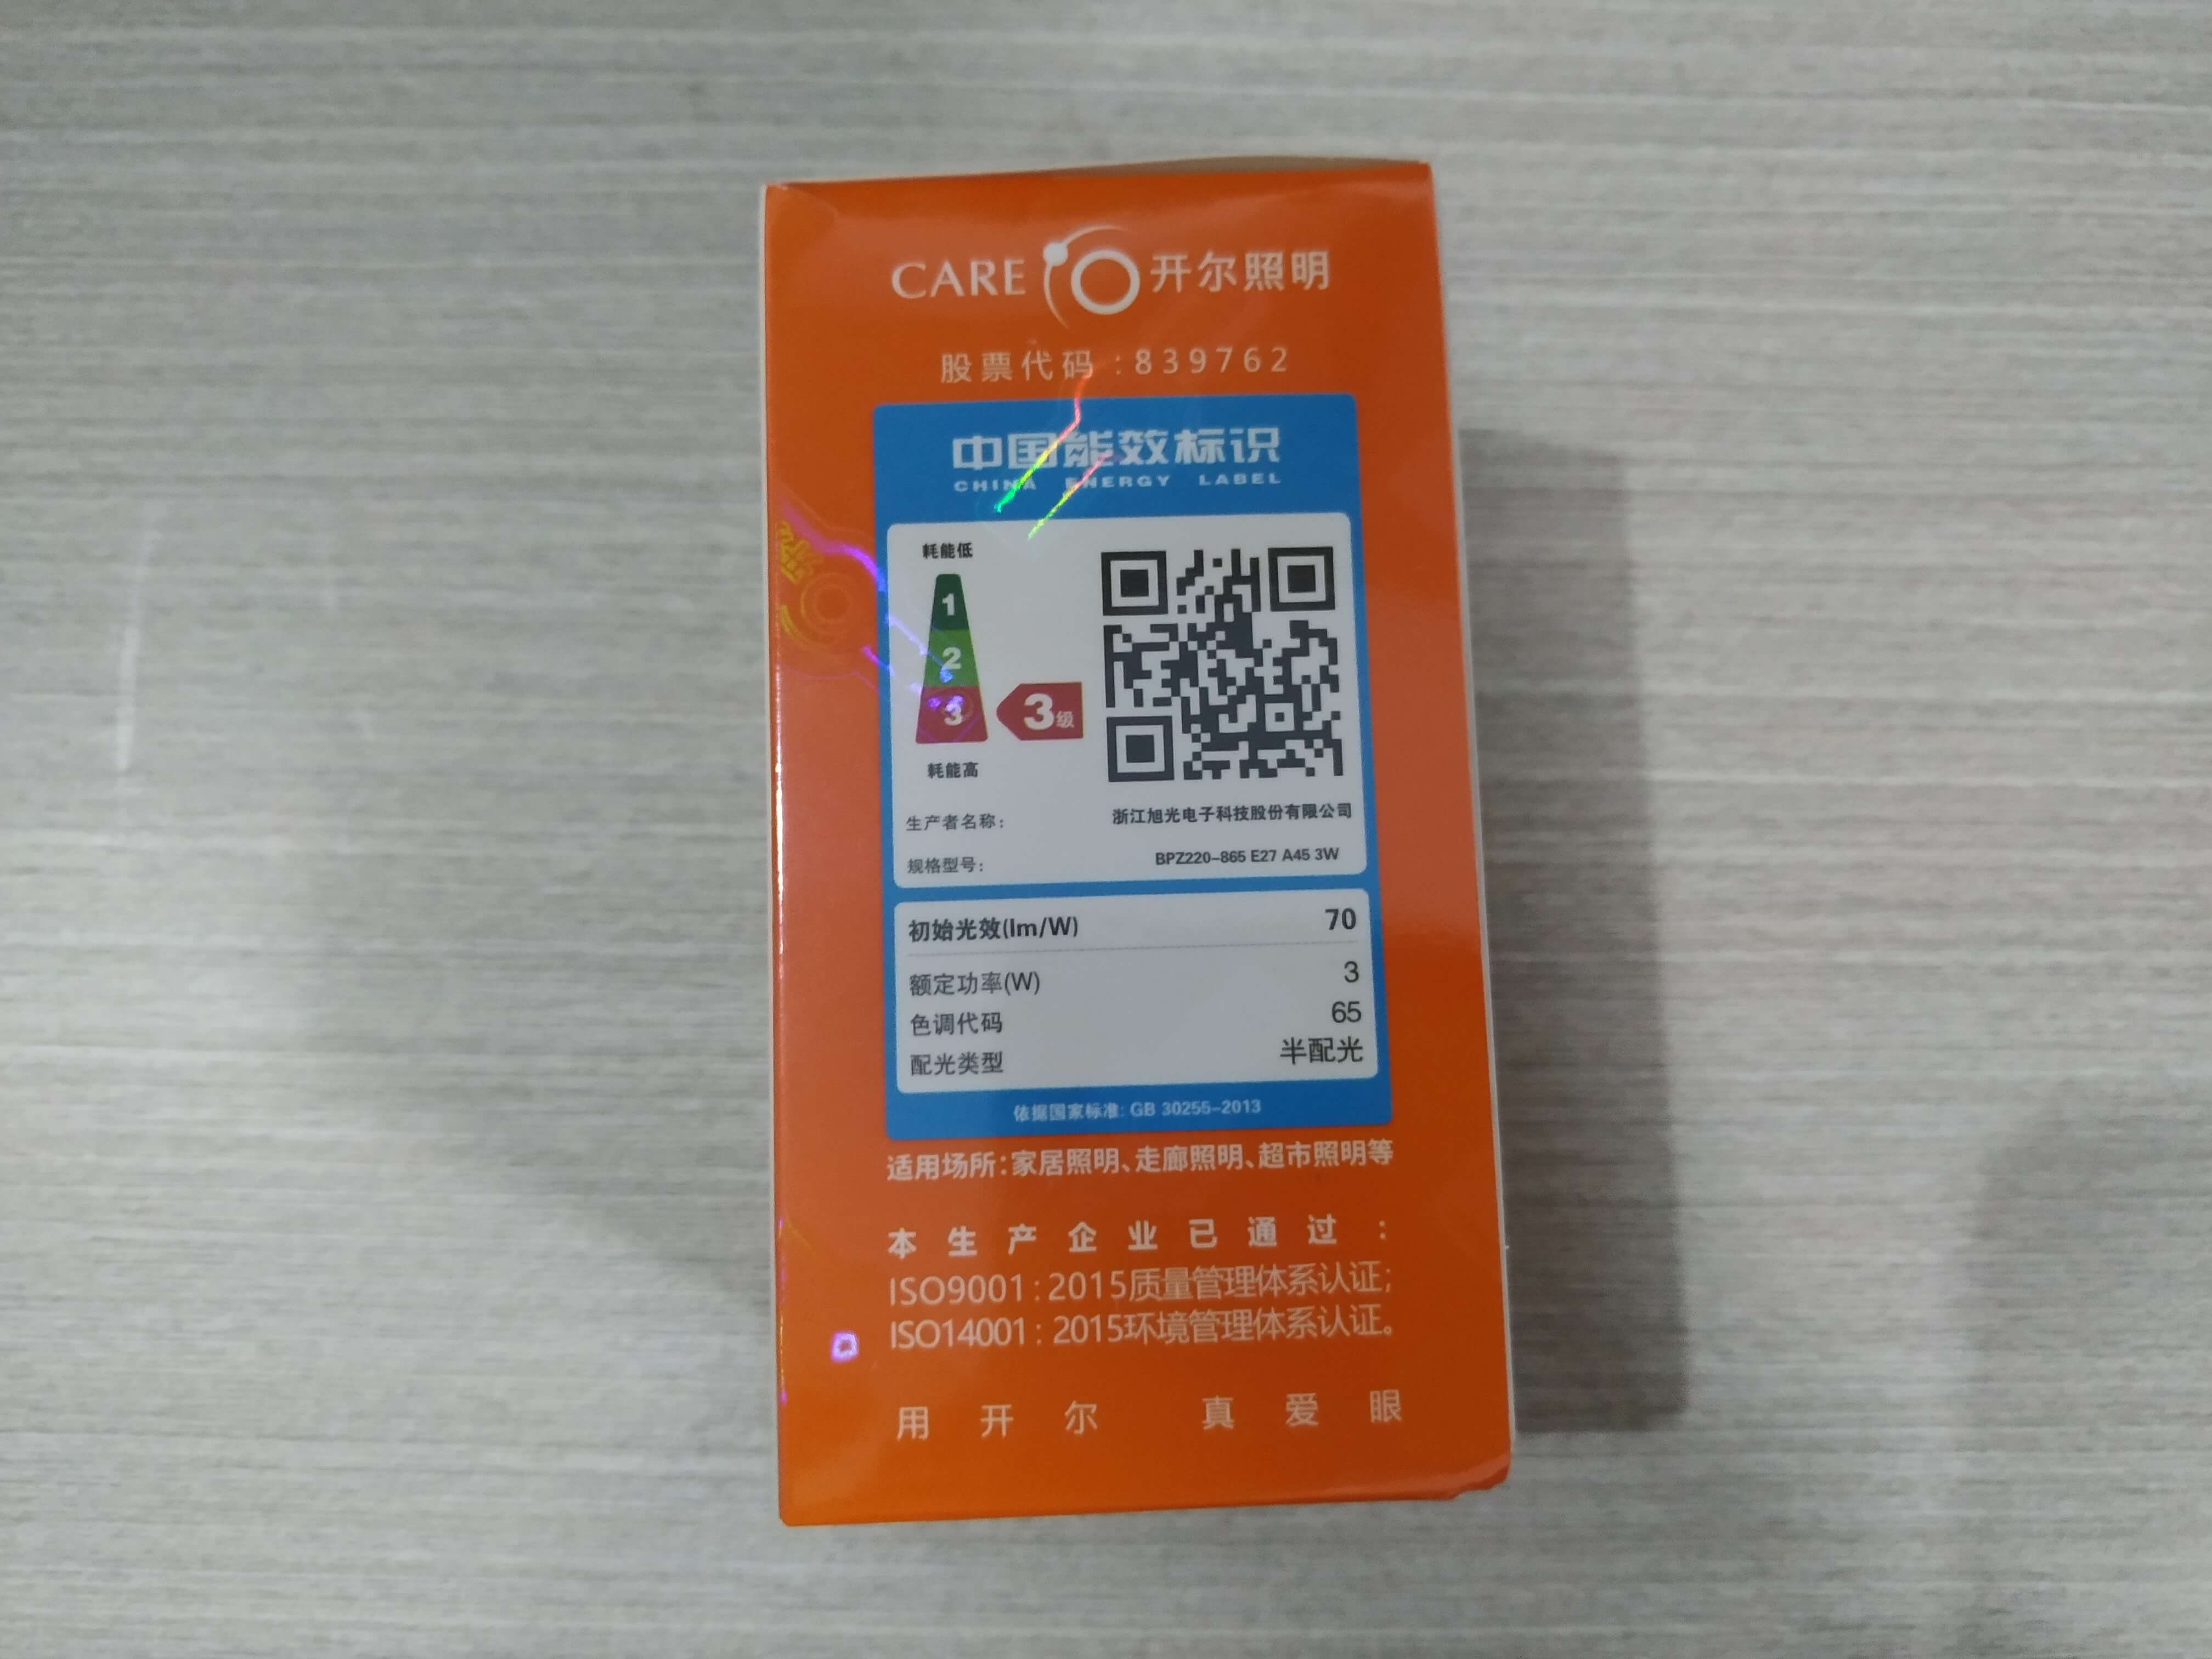 CARE 开尔照明
股票代码:839762
中国能效标识
CHINA ENERGY LABEL
耗能低
1
2
3
3级
耗能高
生产者名称: 浙江旭光电子科技股份有限公司
规格型号: BPZ220-865 E27 A45 3W
初始光效(lm/W) 70
额定功率(W) 3
色调代码 65
配光类型 半配光
依据国家标准: GB 30255-2013
适用场所:家居照明、走廊照明、超市照明等
本生产企业已通过:
ISO9001:2015质量管理体系认证;
ISO14001:2015环境管理体系认证。
用开尔 真爱眼